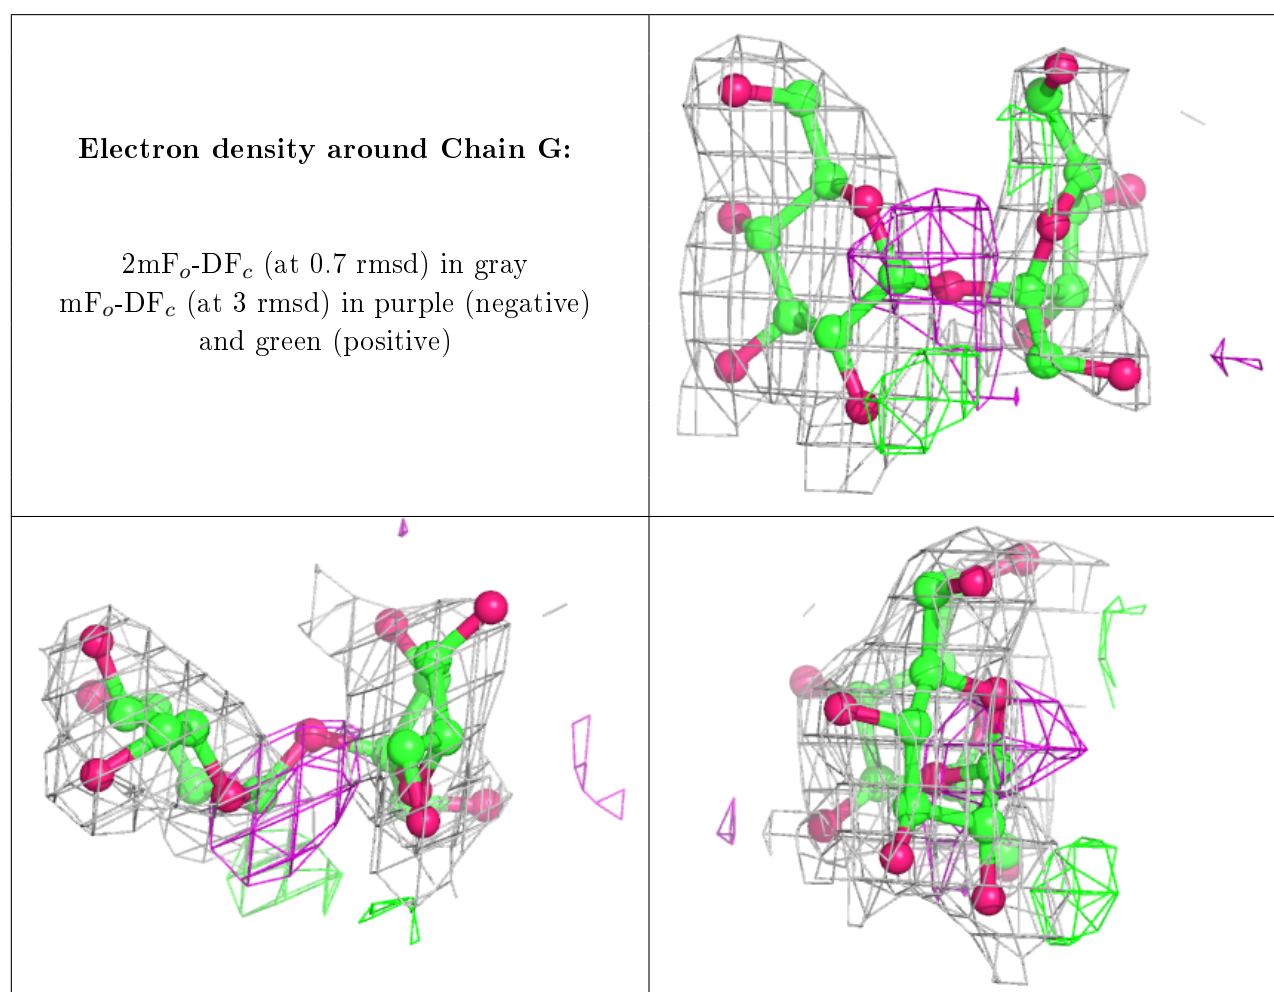 Electron density around Chain G:
2mFₒ-DF𝒸 (at 0.7 rmsd) in gray
mFₒ-DF𝒸 (at 3 rmsd) in purple (negative)
and green (positive)